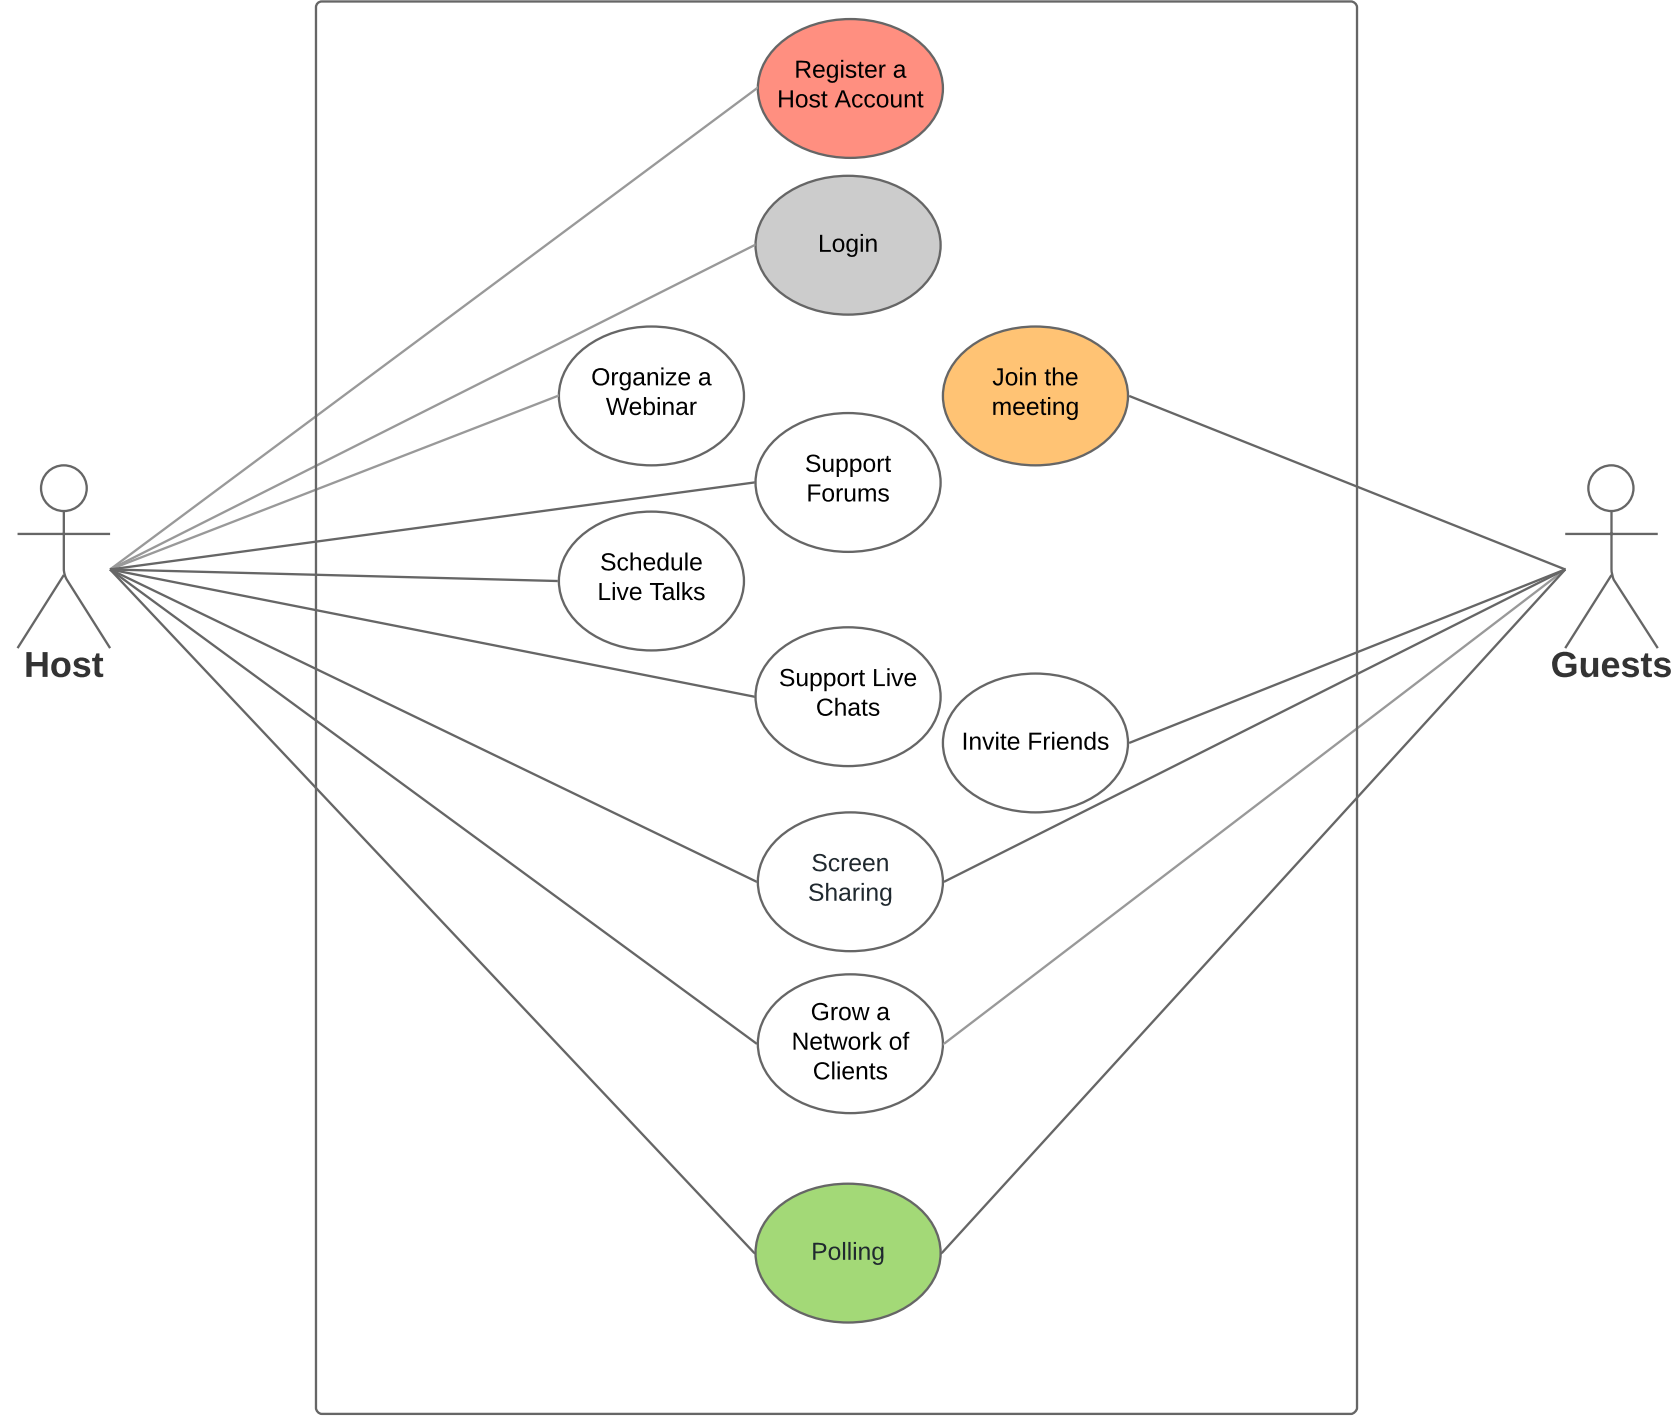 Register a
Host Account
Login
Organize a
Webinar
Join the
meeting
Support
Forums
Schedule
Live Talks
Host
Guests
Support Live
Chats
Invite Friends
Screen
Sharing
Grow a
Network of
Clients
Polling